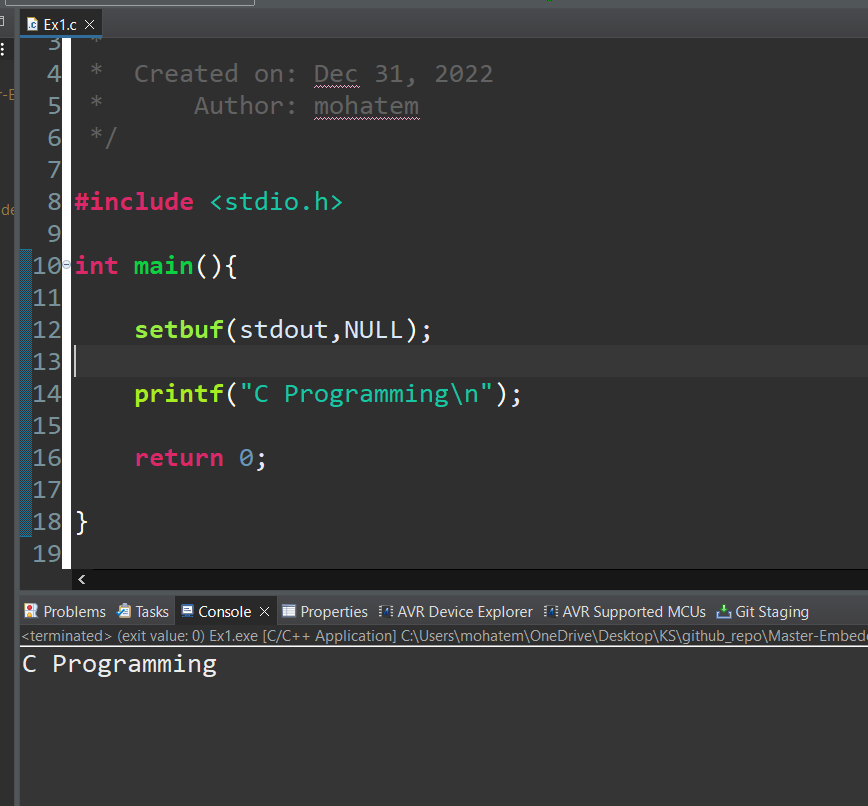 Ex1.c
3 *
4 *  Created on: Dec 31, 2022
5 *      Author: mohatem
6 */
7
8 #include <stdio.h>
9
10 int main(){
11
12     setbuf(stdout,NULL);
13
14     printf("C Programming\n");
15
16     return 0;
17
18 }
19
Problems Tasks Console Properties AVR Device Explorer AVR Supported MCUs Git Staging
<terminated> (exit value: 0) Ex1.exe [C/C++ Application] C:\Users\mohatem\OneDrive\Desktop\KS\github_repo\Master-Embed
C Programming